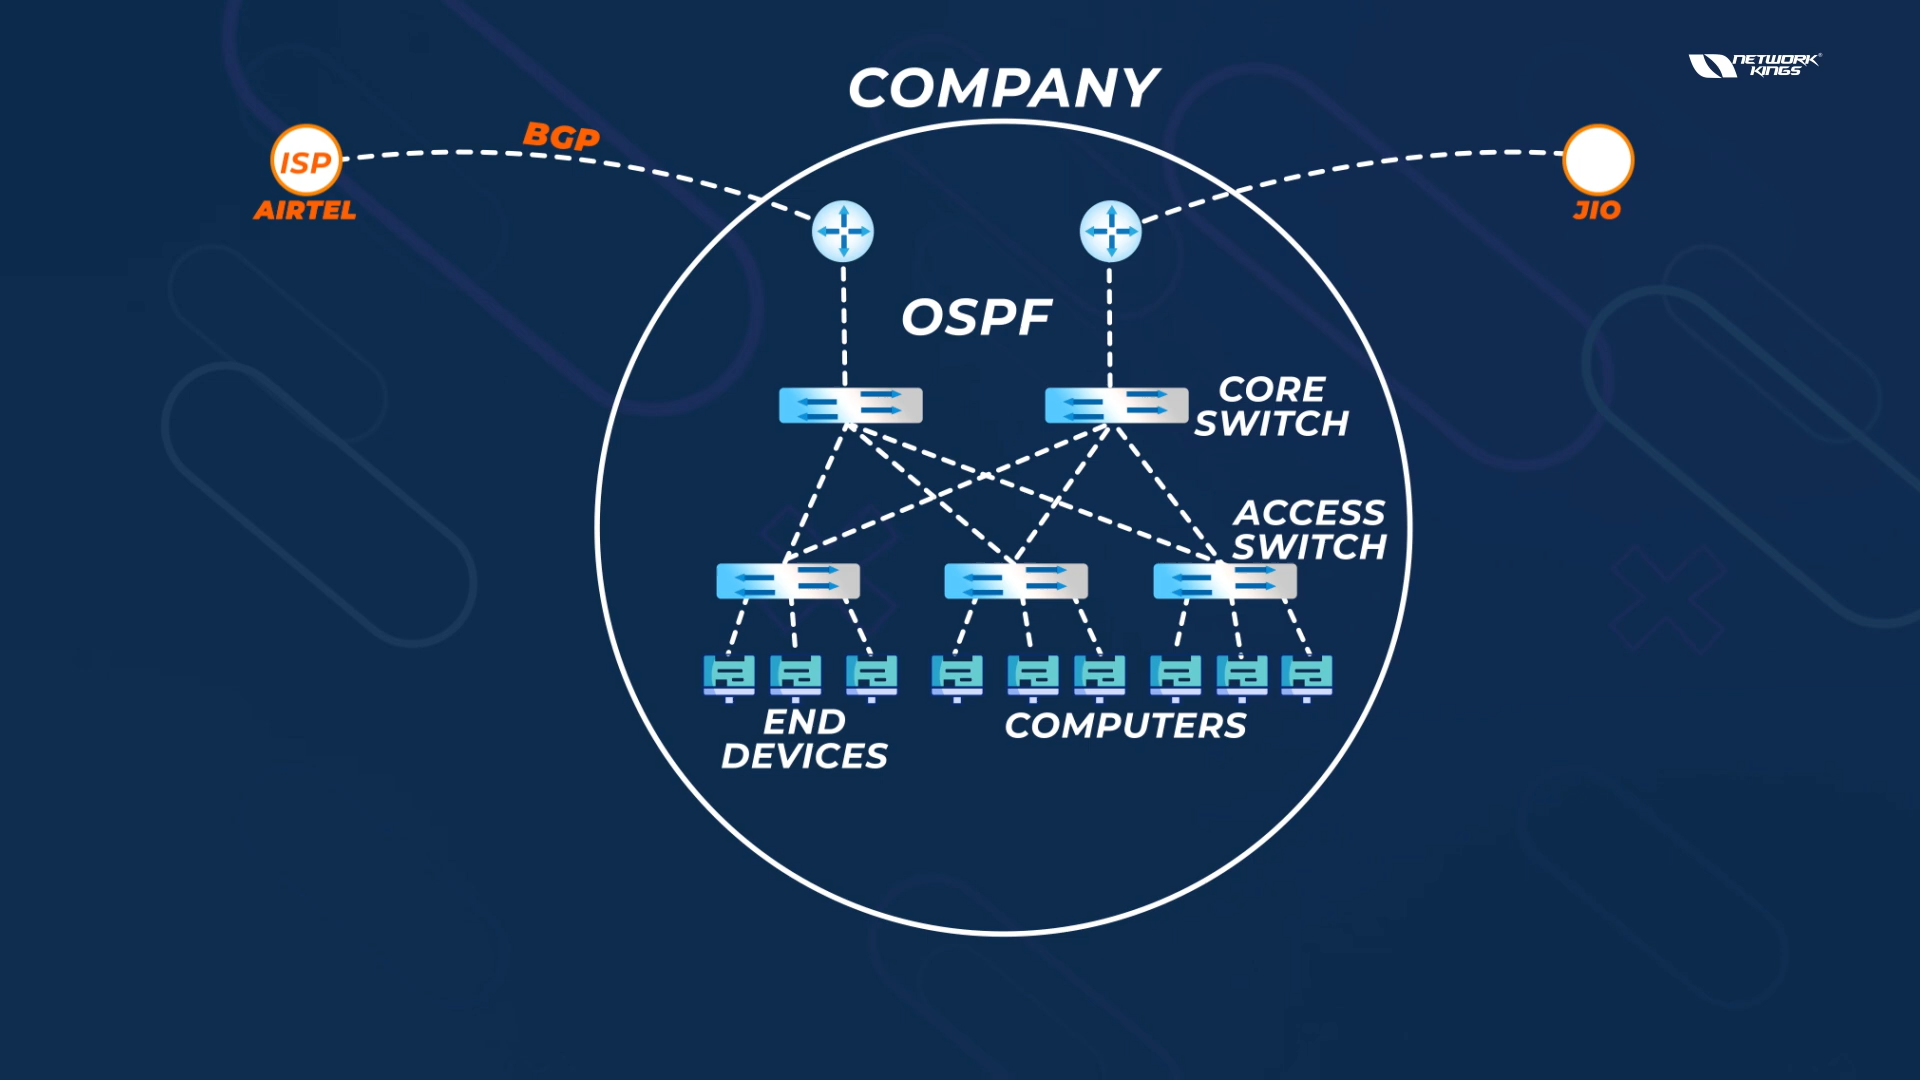 NETWORK
KINGS
COMPANY
BGP
ISP
AIRTEL
JIO
OSPF
CORE
SWITCH
ACCESS
SWITCH
END
DEVICES
COMPUTERS